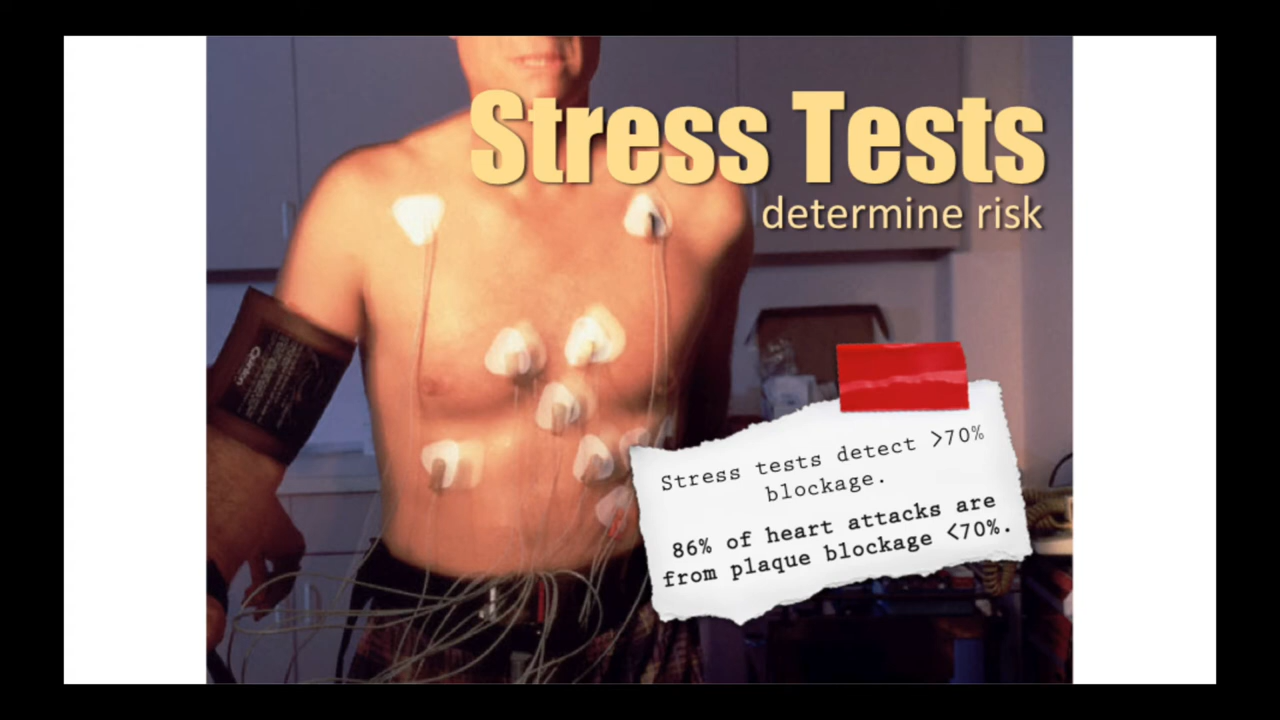 Stress Tests
determine risk
Stress tests detect >70%
blockage.
86% of heart attacks are
from plaque blockage <70%.